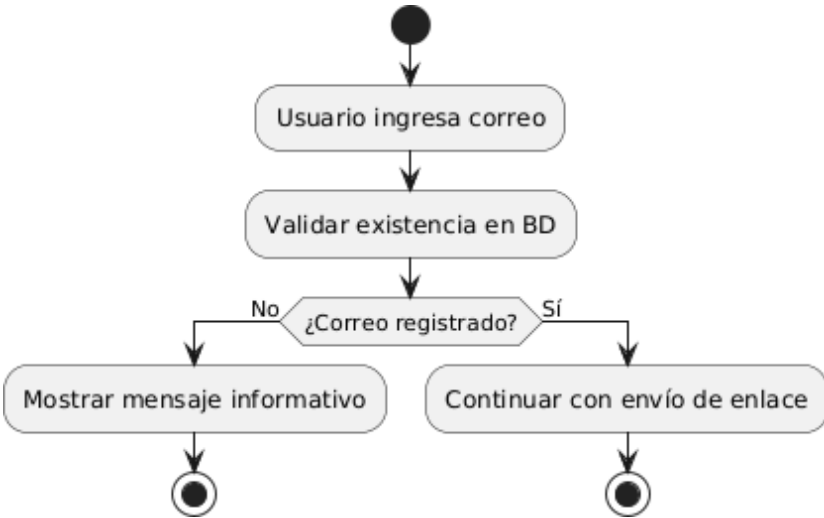 Usuario ingresa correo
Validar existencia en BD
No
¿Correo registrado?
Sí
Mostrar mensaje informativo
Continuar con envío de enlace